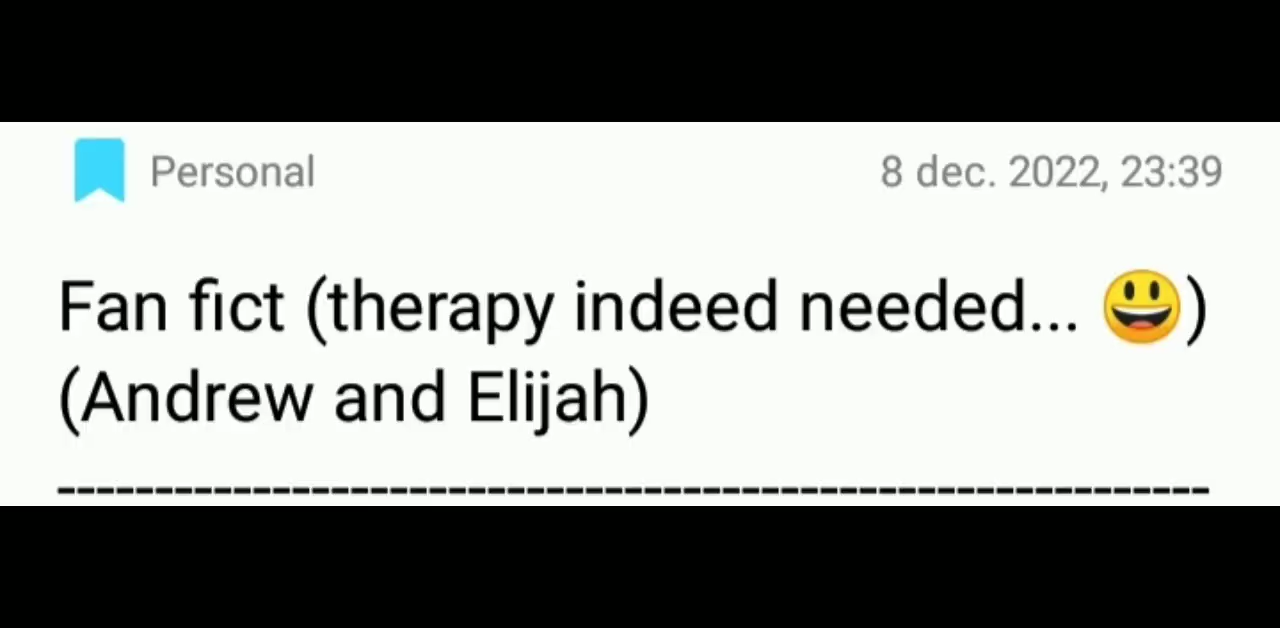 Personal
8 dec. 2022, 23:39
Fan fict (therapy indeed needed... 😃)
(Andrew and Elijah)
-----------------------------------------------------------